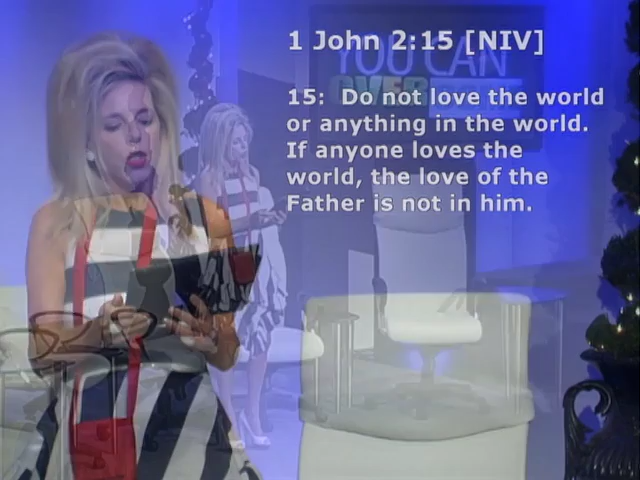 1 John 2:15 [NIV]
YOU CAN
OVER
15: Do not love the world
or anything in the world.
If anyone loves the
world, the love of the
Father is not in him.